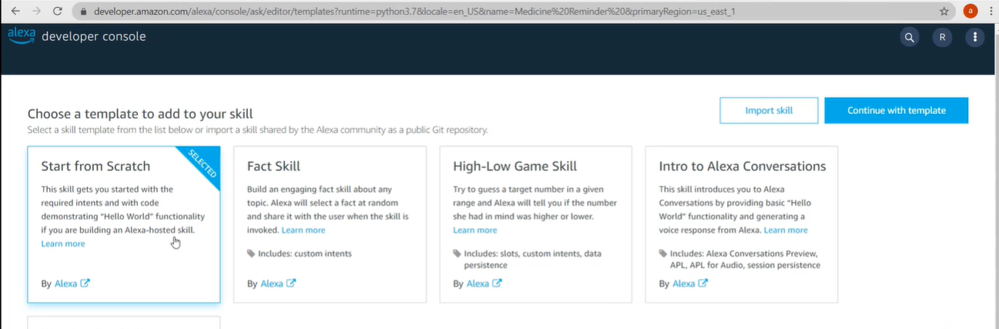 developer.amazon.com/alexa/console/ask/editor/templates?runtime=python3.7&locale=en_US&name=Medicine%20Reminder%20&primaryRegion=us_east_1
a
alexa developer console
R
Choose a template to add to your skill
Select a skill template from the list below or import a skill shared by the Alexa community as a public Git repository.
Import skill
Continue with template
Start from Scratch
SELECTED
This skill gets you started with the
required intents and with code
demonstrating “Hello World” functionality
if you are building an Alexa-hosted skill.
Learn more
By Alexa
Fact Skill
Build an engaging fact skill about any
topic. Alexa will select a fact at random
and share it with the user when the skill is
invoked. Learn more
Includes: custom intents
By Alexa
High-Low Game Skill
Try to guess a target number in a given
range and Alexa will tell you if the number
she had in mind was higher or lower.
Learn more
Includes: slots, custom intents, data
persistence
By Alexa
Intro to Alexa Conversations
This skill introduces you to Alexa
Conversations by providing basic “Hello
World” functionality and generating a
voice response from Alexa. Learn more
Includes: Alexa Conversations Preview,
APL, APL for Audio, session persistence
By Alexa